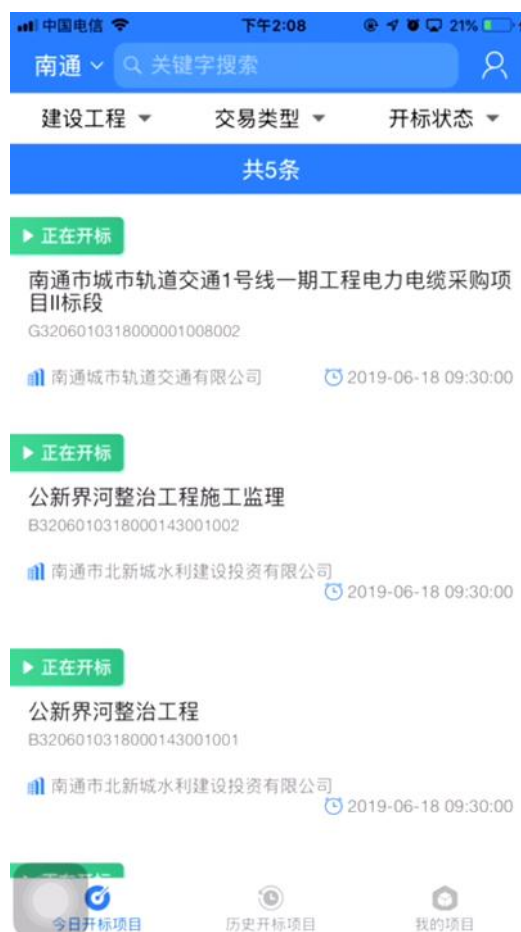 中国电信 下午2:08 21%
南通 关键字搜索
建设工程 交易类型 开标状态
共5条
正在开标
南通市城市轨道交通1号线一期工程电力电缆采购项
目II标段
G3206010318000001008002
南通城市轨道交通有限公司 2019-06-18 09:30:00
正在开标
公新界河整治工程施工监理
B3206010318000143001002
南通市北新城水利建设投资有限公司
2019-06-18 09:30:00
正在开标
公新界河整治工程
B3206010318000143001001
南通市北新城水利建设投资有限公司
2019-06-18 09:30:00
今日开标项目 历史开标项目 我的项目